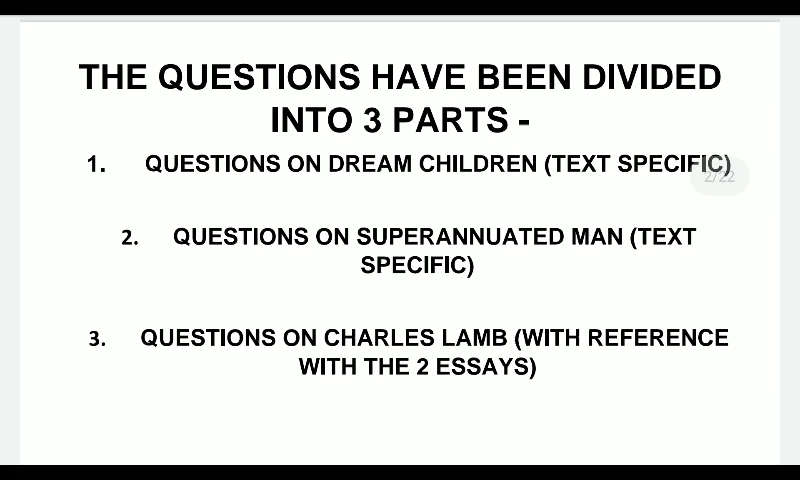 THE QUESTIONS HAVE BEEN DIVIDED
INTO 3 PARTS -
1. QUESTIONS ON DREAM CHILDREN (TEXT SPECIFIC)
2/22
2. QUESTIONS ON SUPERANNUATED MAN (TEXT
SPECIFIC)
3. QUESTIONS ON CHARLES LAMB (WITH REFERENCE
WITH THE 2 ESSAYS)